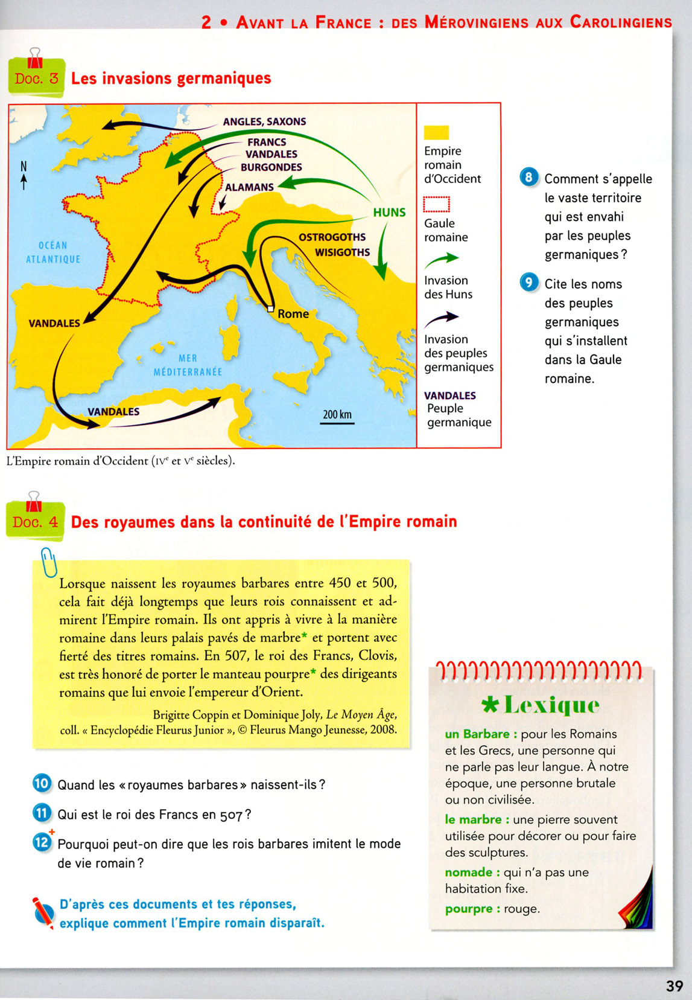 2 • AVANT LA FRANCE : DES MÉROVINGIENS AUX CAROLINGIENS
Doc. 3
Les invasions germaniques
ANGLES, SAXONS
FRANCS
VANDALES
BURGONDES
ALAMANS
HUNS
OSTROGOTHS
WISIGOTHS
N
OCÉAN
ATLANTIQUE
VANDALES
Rome
MER
MÉDITERRANÉE
VANDALES
200 km
Empire
romain
d'Occident
Gaule
romaine
Invasion
des Huns
Invasion
des peuples
germaniques
VANDALES
Peuple
germanique
L'Empire romain d'Occident (IVe et Ve siècles).
8 Comment s'appelle
le vaste territoire
qui est envahi
par les peuples
germaniques ?
9 Cite les noms
des peuples
germaniques
qui s'installent
dans la Gaule
romaine.
Doc. 4
Des royaumes dans la continuité de l'Empire romain
Lorsque naissent les royaumes barbares entre 450 et 500,
cela fait déjà longtemps que leurs rois connaissent et ad-
mirent l'Empire romain. Ils ont appris à vivre à la manière
romaine dans leurs palais pavés de marbre* et portent avec
fierté des titres romains. En 507, le roi des Francs, Clovis,
est très honoré de porter le manteau pourpre* des dirigeants
romains que lui envoie l'empereur d'Orient.
Brigitte Coppin et Dominique Joly, Le Moyen Âge,
coll. « Encyclopédie Fleurus Junior », © Fleurus Mango Jeunesse, 2008.
10 Quand les « royaumes barbares » naissent-ils ?
11 Qui est le roi des Francs en 507 ?
12+ Pourquoi peut-on dire que les rois barbares imitent le mode
de vie romain ?
D'après ces documents et tes réponses,
explique comment l'Empire romain disparaît.
*Lexique
un Barbare : pour les Romains
et les Grecs, une personne qui
ne parle pas leur langue. À notre
époque, une personne brutale
ou non civilisée.
le marbre : une pierre souvent
utilisée pour décorer ou pour faire
des sculptures.
nomade : qui n'a pas une
habitation fixe.
pourpre : rouge.
39